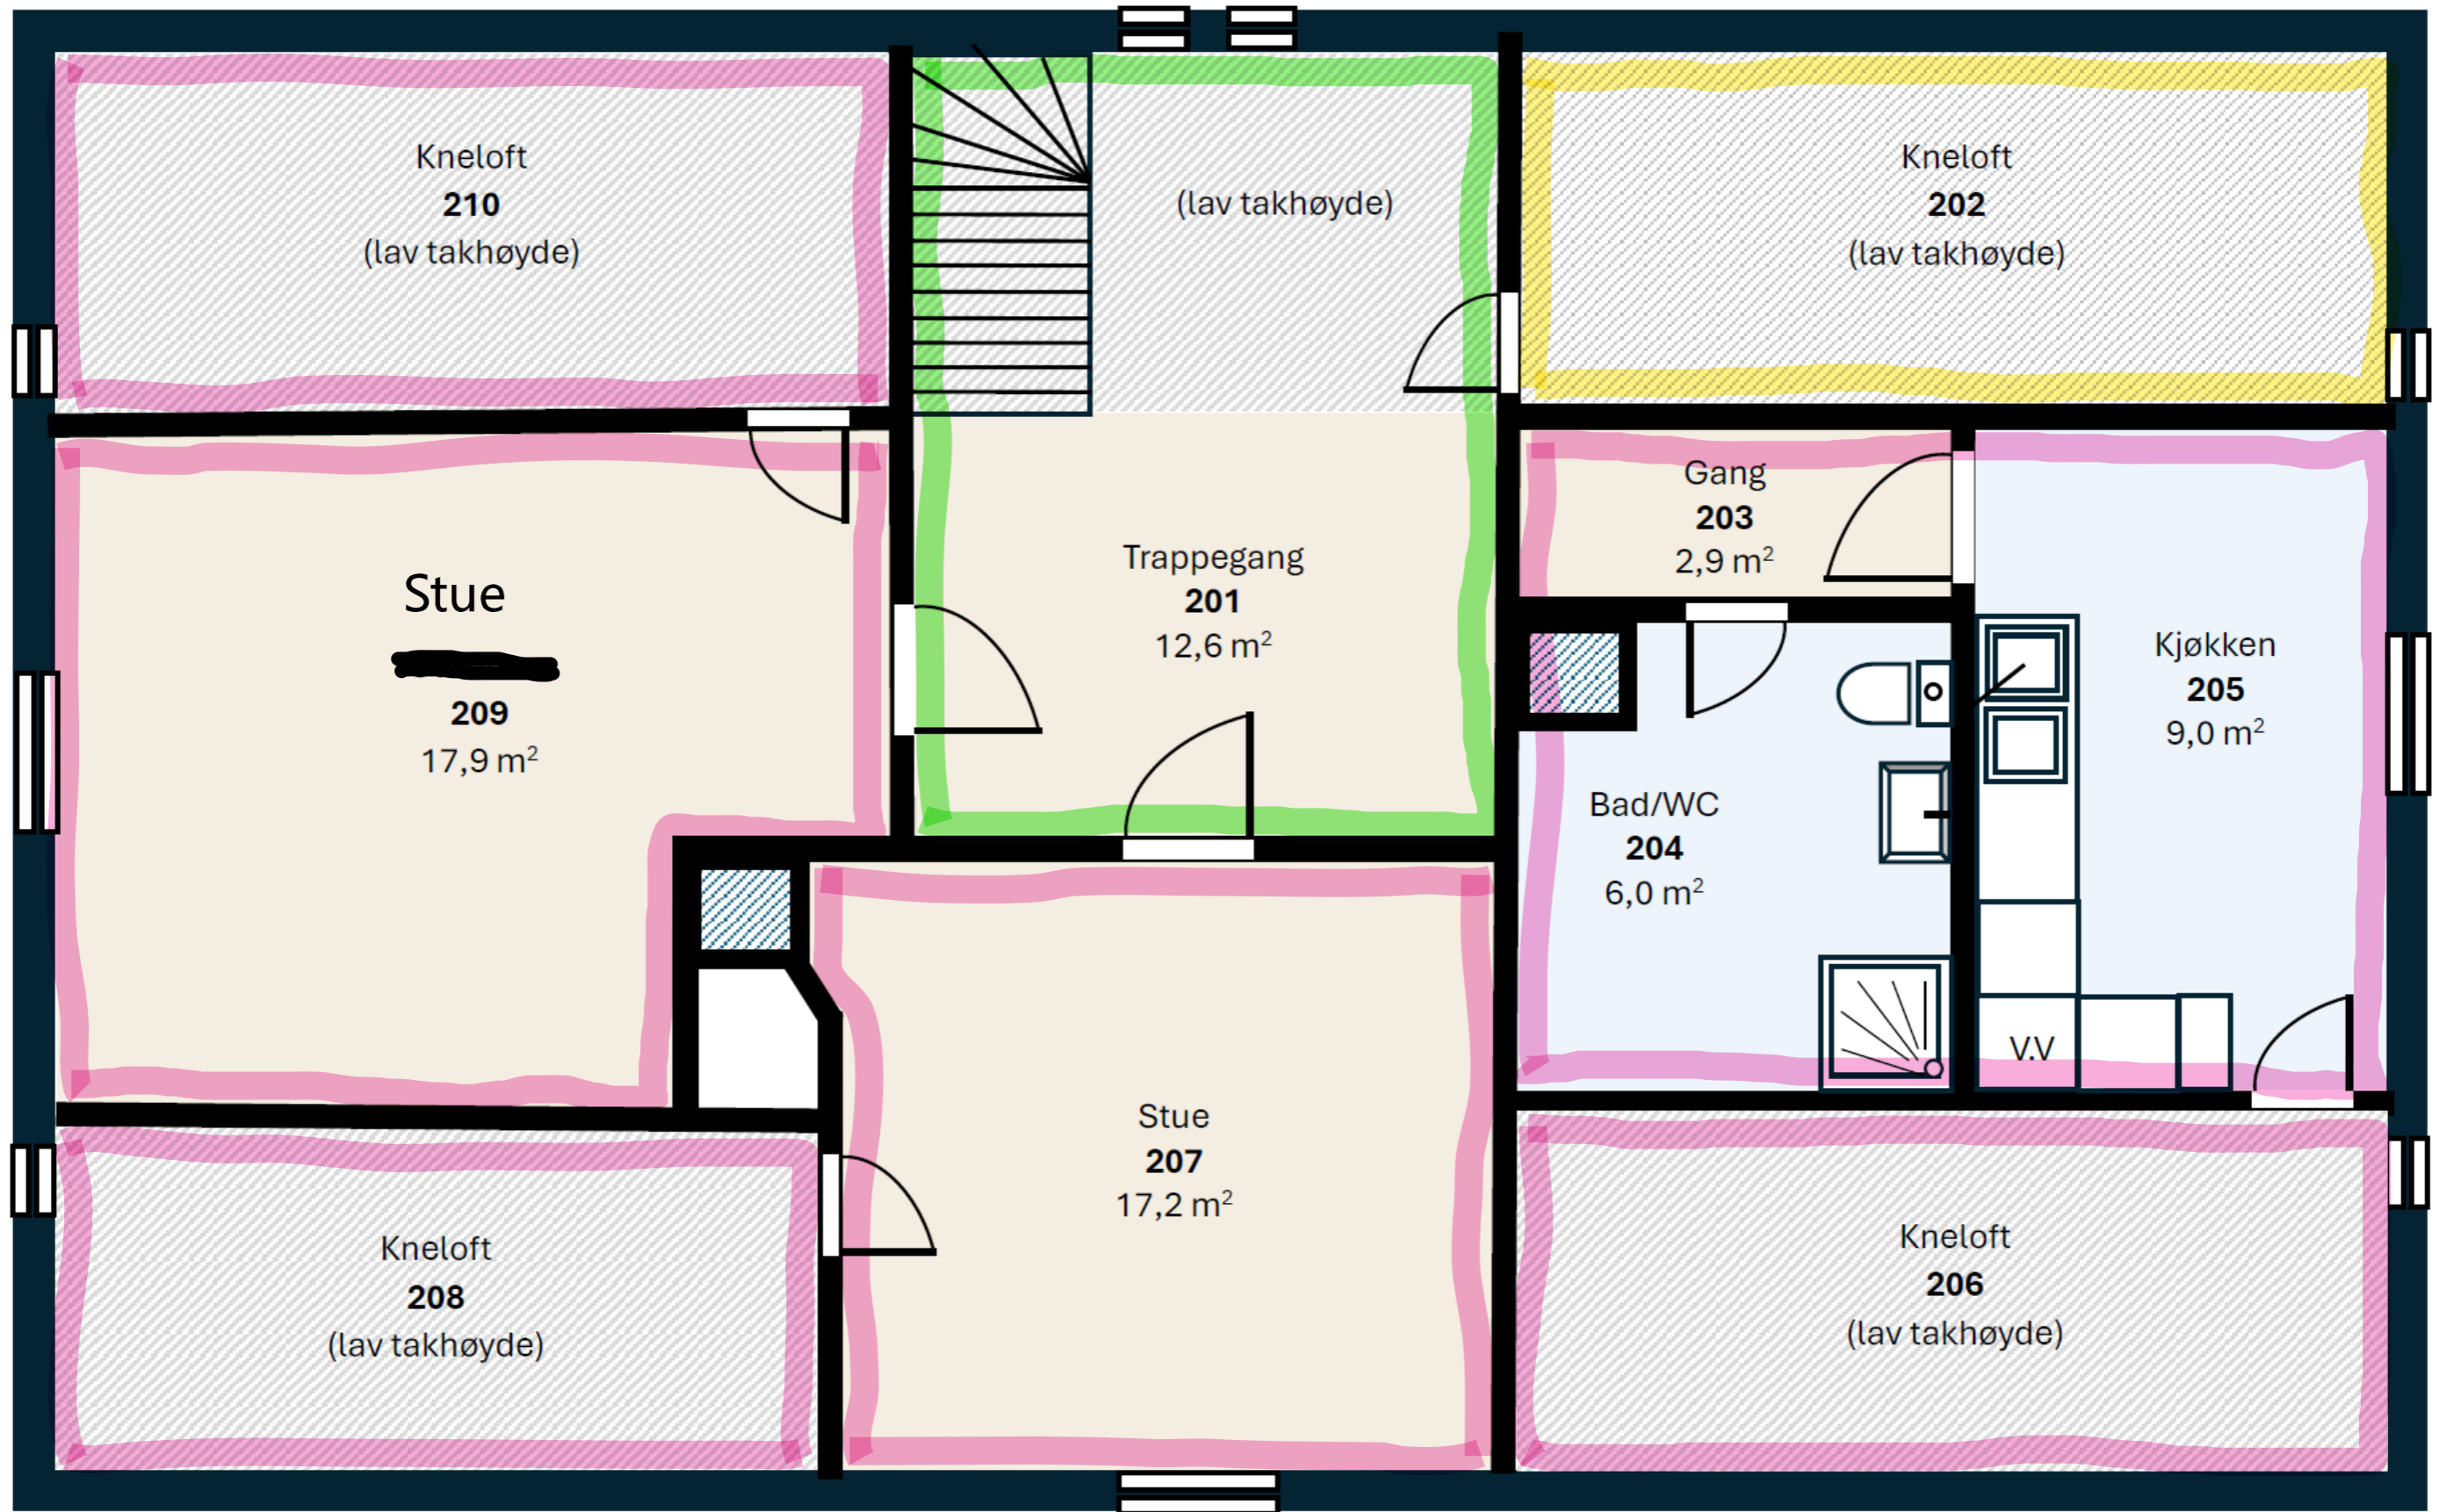 Kneloft
210
(lav takhøyde)
(lav takhøyde)
Kneloft
202
(lav takhøyde)
Stue
209
17,9 m²
Trappegang
201
12,6 m²
Gang
203
2,9 m²
Bad/WC
204
6,0 m²
Kjøkken
205
9,0 m²
V.V
Kneloft
208
(lav takhøyde)
Stue
207
17,2 m²
Kneloft
206
(lav takhøyde)